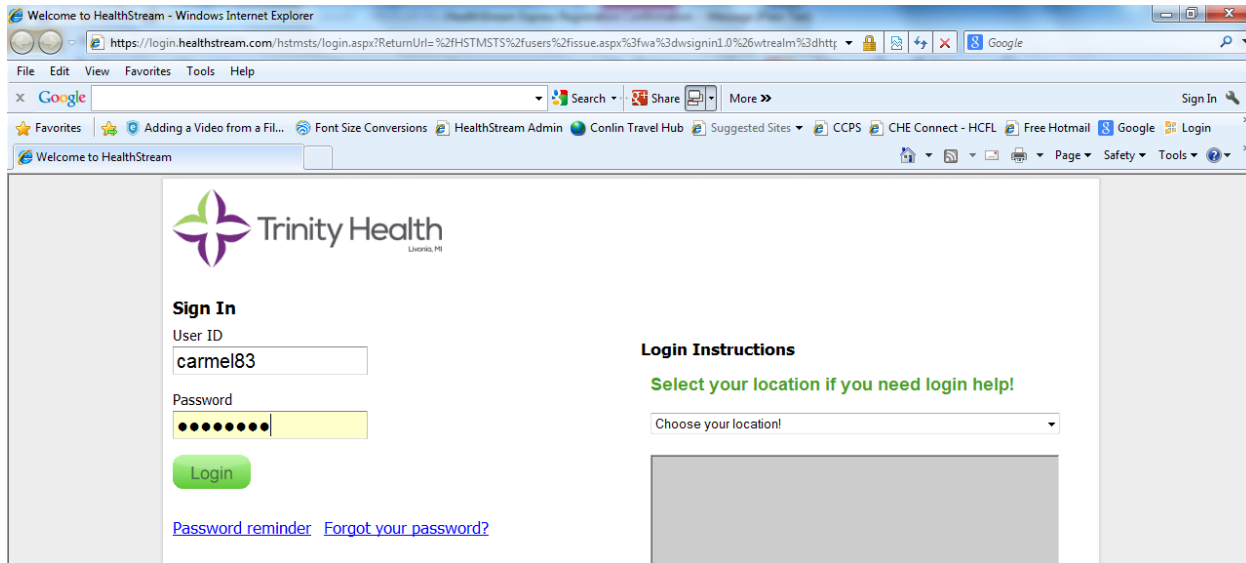 Welcome to HealthStream - Windows Internet Explorer
https://login.healthstream.com/hstmsts/login.aspx?ReturnUrl=%2fHSTMSTS%2fusers%2fissue.aspx%3fwa%3dwsignin1.0%26wtrealm%3dhttp
Google
File Edit View Favorites Tools Help
x Google Search Share More » Sign In
Favorites Adding a Video from a Fil... Font Size Conversions HealthStream Admin Conlin Travel Hub Suggested Sites CCPS CHE Connect - HCFL Free Hotmail Google Login
Welcome to HealthStream Page Safety Tools
Trinity Health
Livonia, MI
Sign In
User ID
carmel83
Password
●●●●●●●●
Login
Password reminder Forgot your password?
Login Instructions
Select your location if you need login help!
Choose your location!